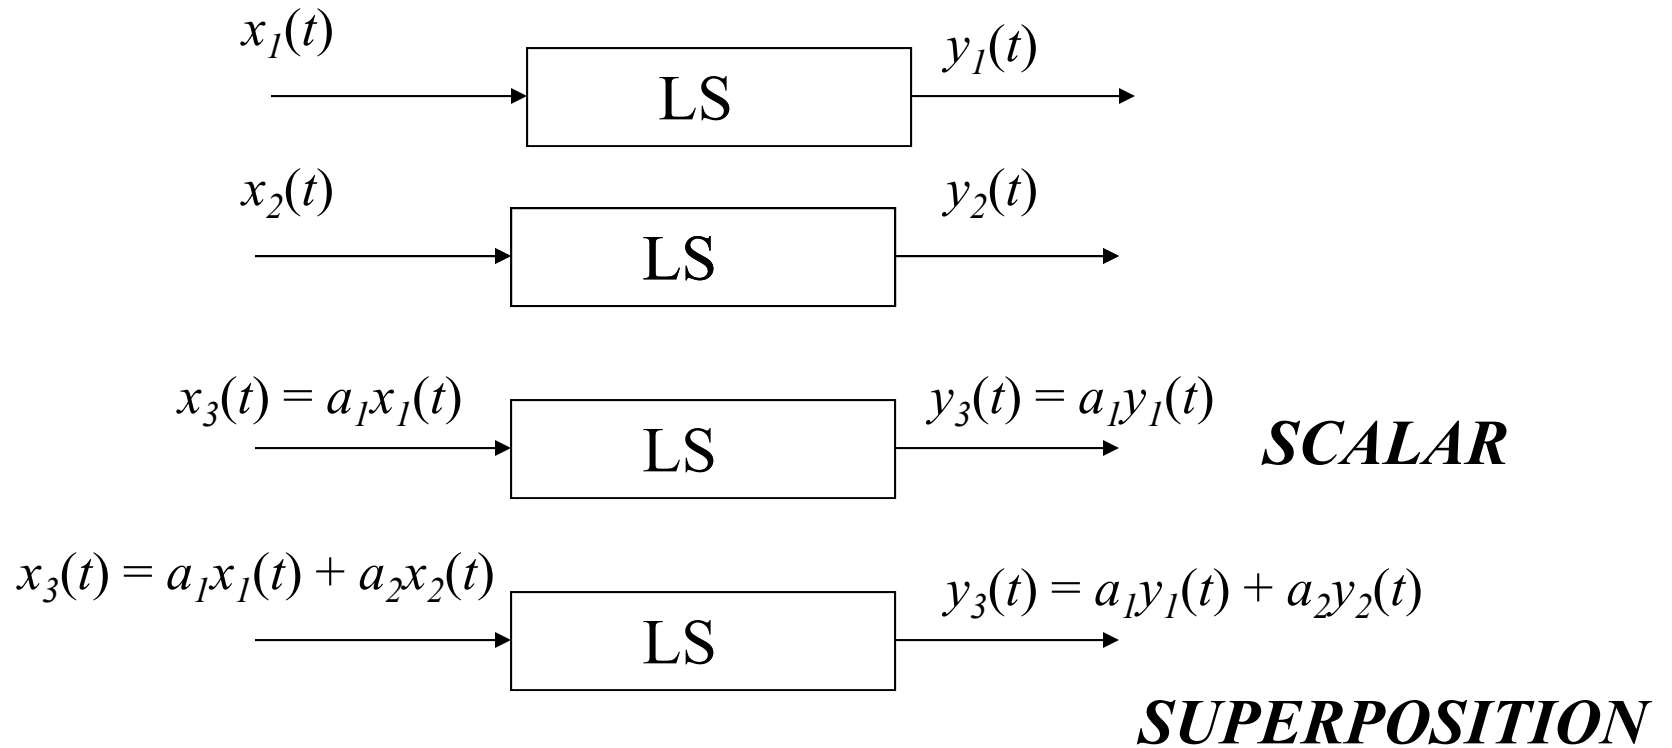 x₁(t)
LS
y₁(t)
x₂(t)
LS
y₂(t)
x₃(t) = a₁x₁(t)
LS
y₃(t) = a₁y₁(t)
SCALAR
x₃(t) = a₁x₁(t) + a₂x₂(t)
LS
y₃(t) = a₁y₁(t) + a₂y₂(t)
SUPERPOSITION